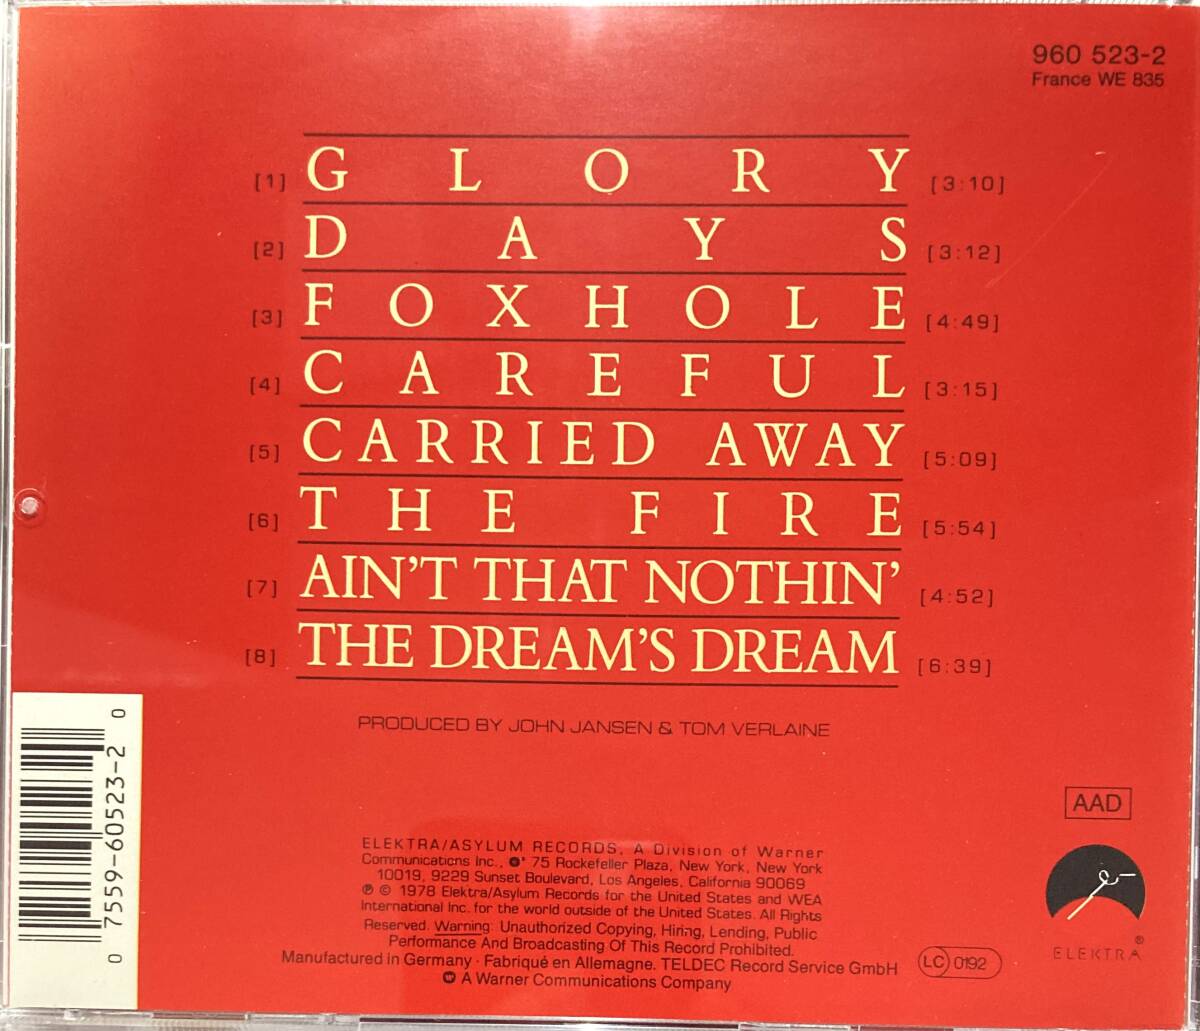 960 523-2
France WE 835
[1] GLORY [3:10]
[2] DAYS [3:12]
[3] FOXHOLE [4:49]
[4] CAREFUL [3:15]
[5] CARRIED AWAY [5:09]
[6] THE FIRE [5:54]
[7] AIN'T THAT NOTHIN' [4:52]
[8] THE DREAM'S DREAM [6:39]
PRODUCED BY JOHN JANSEN & TOM VERLAINE
0 7559-60523-2 0
AAD
ELEKTRA/ASYLUM RECORDS, A Division of Warner
Communications Inc., 75 Rockefeller Plaza, New York, New York
10019, 9229 Sunset Boulevard, Los Angeles, California 90069
℗ © 1978 Elektra/Asylum Records for the United States and WEA
International Inc. for the world outside of the United States. All Rights
Reserved. Warning: Unauthorized Copying, Hiring, Lending, Public
Performance And Broadcasting Of This Record Prohibited.
Manufactured in Germany · Fabriqué en Allemagne. TELDEC Record Service GmbH
A Warner Communications Company
LC 0192
ELEKTRA®